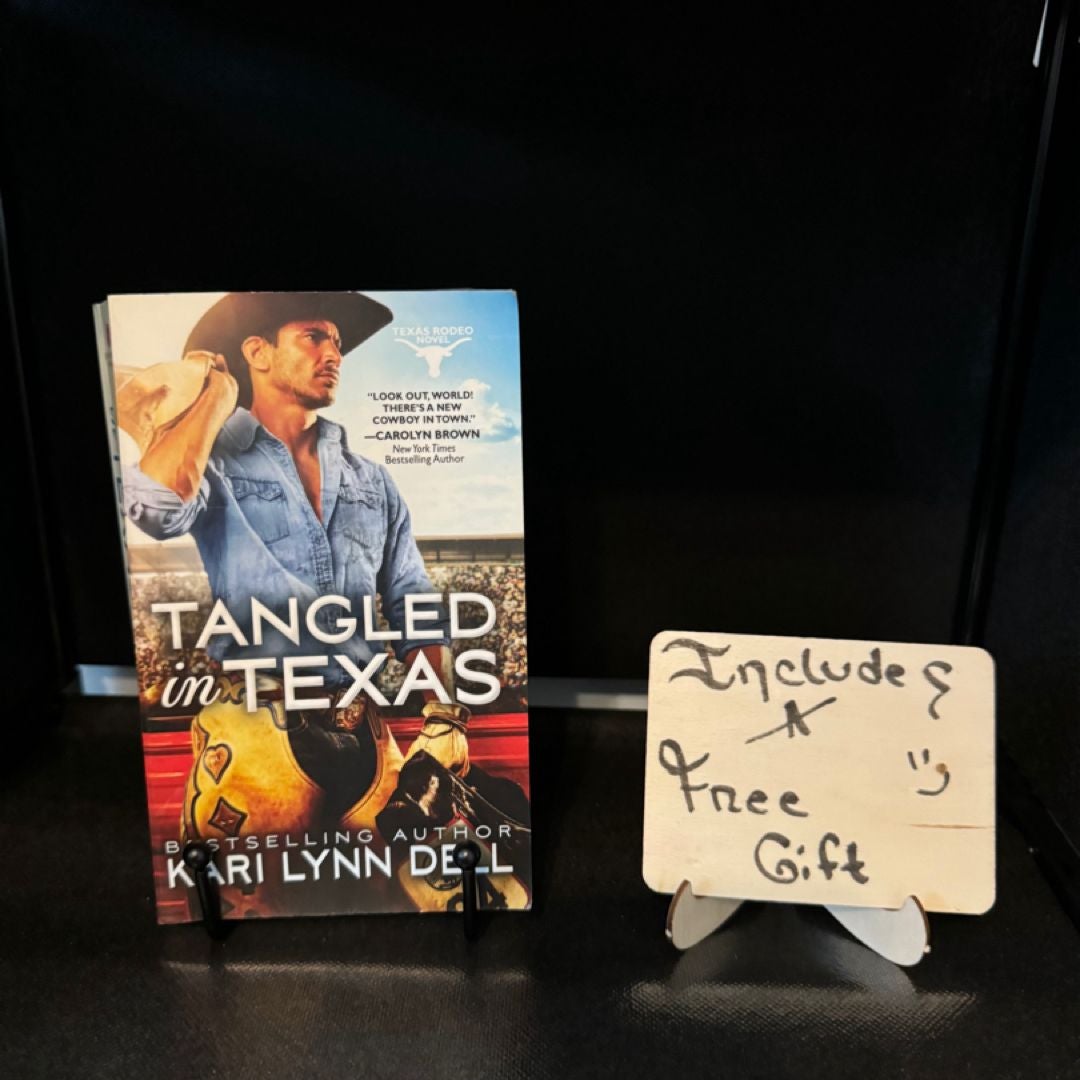 TEXAS RODEO
NOVEL
"LOOK OUT, WORLD!
THERE'S A NEW
COWBOY IN TOWN."
—CAROLYN BROWN
New York Times
Bestselling Author
TANGLED
in TEXAS
BESTSELLING AUTHOR
KARI LYNN DELL
Includes
A
Free
Gift